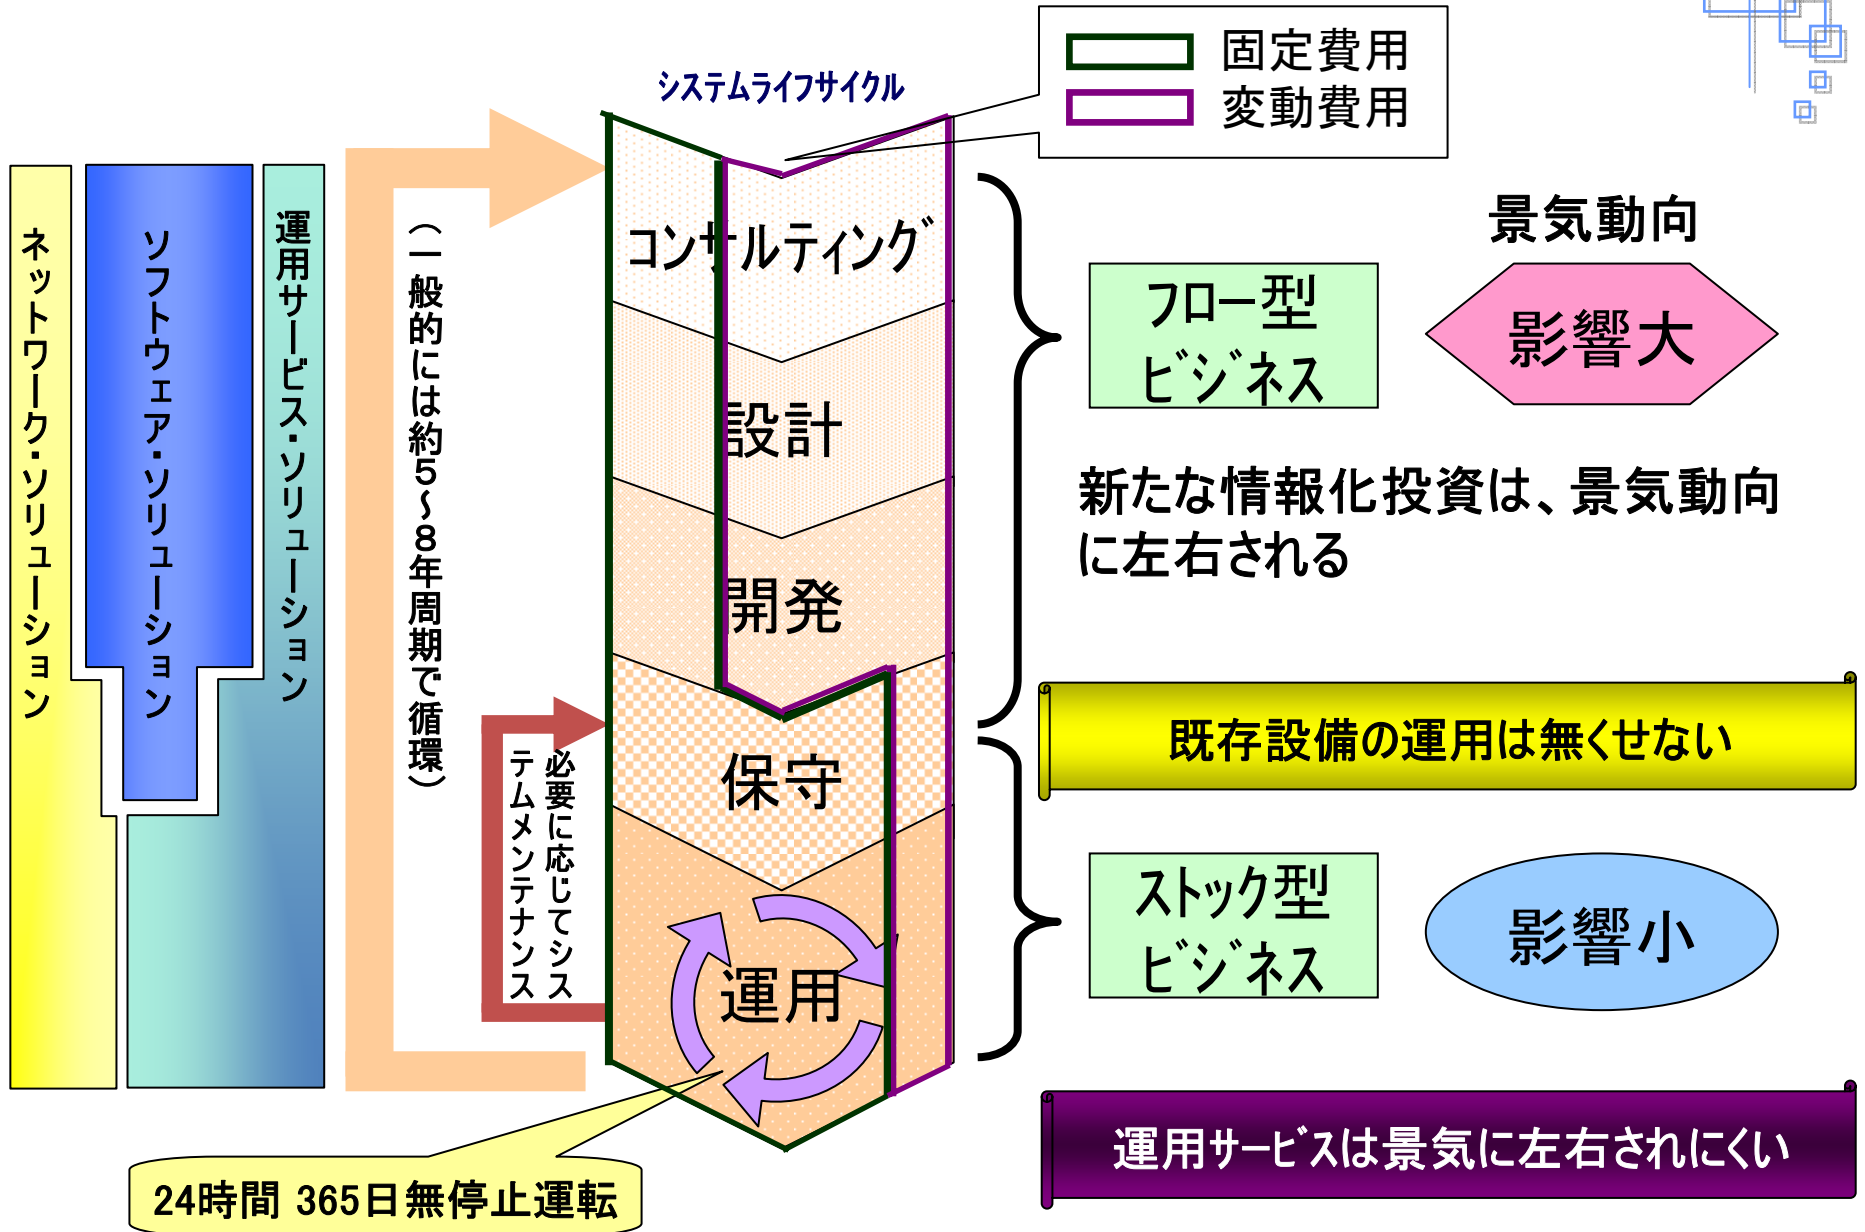 システムライフサイクル
固定費用
変動費用
ネットワーク・ソリューション
ソフトウェア・ソリューション
運用サービス・ソリューション
（一般的には約５～８年周期で循環）
必要に応じてシス
テムメンテナンス
コンサルティング
設計
開発
保守
運用
24時間 365日無停止運転
景気動向
フロー型
ビジネス
影響大
新たな情報化投資は、景気動向
に左右される
既存設備の運用は無くせない
ストック型
ビジネス
影響小
運用サービスは景気に左右されにくい